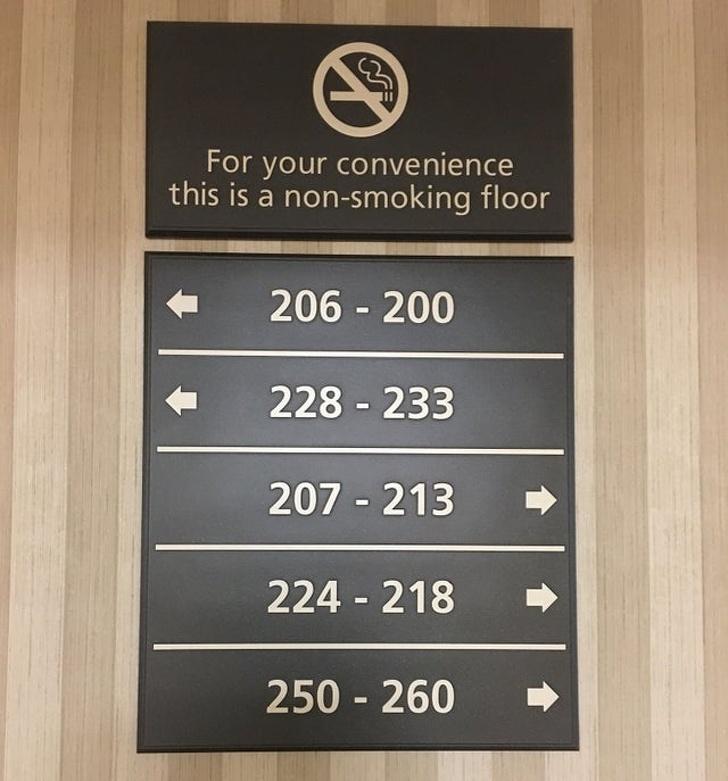 For your convenience
this is a non-smoking floor
206 - 200
228 - 233
207 - 213
224 - 218
250 - 260